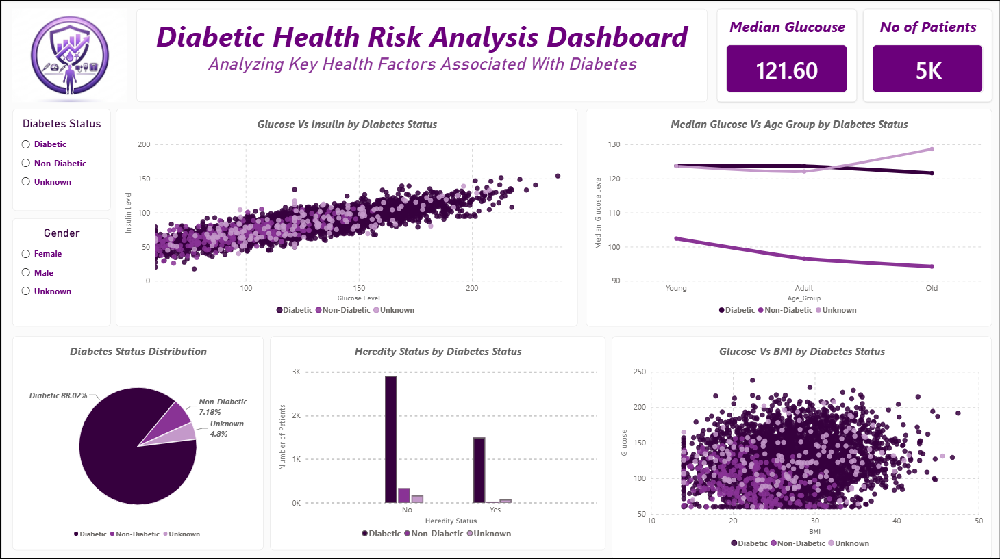 Diabetic Health Risk Analysis Dashboard
Analyzing Key Health Factors Associated With Diabetes
Median Glucouse
121.60
No of Patients
5K
Diabetes Status
Diabetic
Non-Diabetic
Unknown
Gender
Female
Male
Unknown
Glucose Vs Insulin by Diabetes Status
Insulin Level
200
150
100
50
0
100 150 200
Glucose Level
Diabetic Non-Diabetic Unknown
Median Glucose Vs Age Group by Diabetes Status
Median Glucose Level
130
120
110
100
90
Young Adult Old
Age_Group
Diabetic Non-Diabetic Unknown
Diabetes Status Distribution
Diabetic 88.02%
Non-Diabetic
7.18%
Unknown
4.8%
Diabetic Non-Diabetic Unknown
Heredity Status by Diabetes Status
Number of Patients
3K
2K
1K
0K
No Yes
Heredity Status
Diabetic Non-Diabetic Unknown
Glucose Vs BMI by Diabetes Status
Glucose
250
200
150
100
50
10 20 30 40 50
BMI
Diabetic Non-Diabetic Unknown